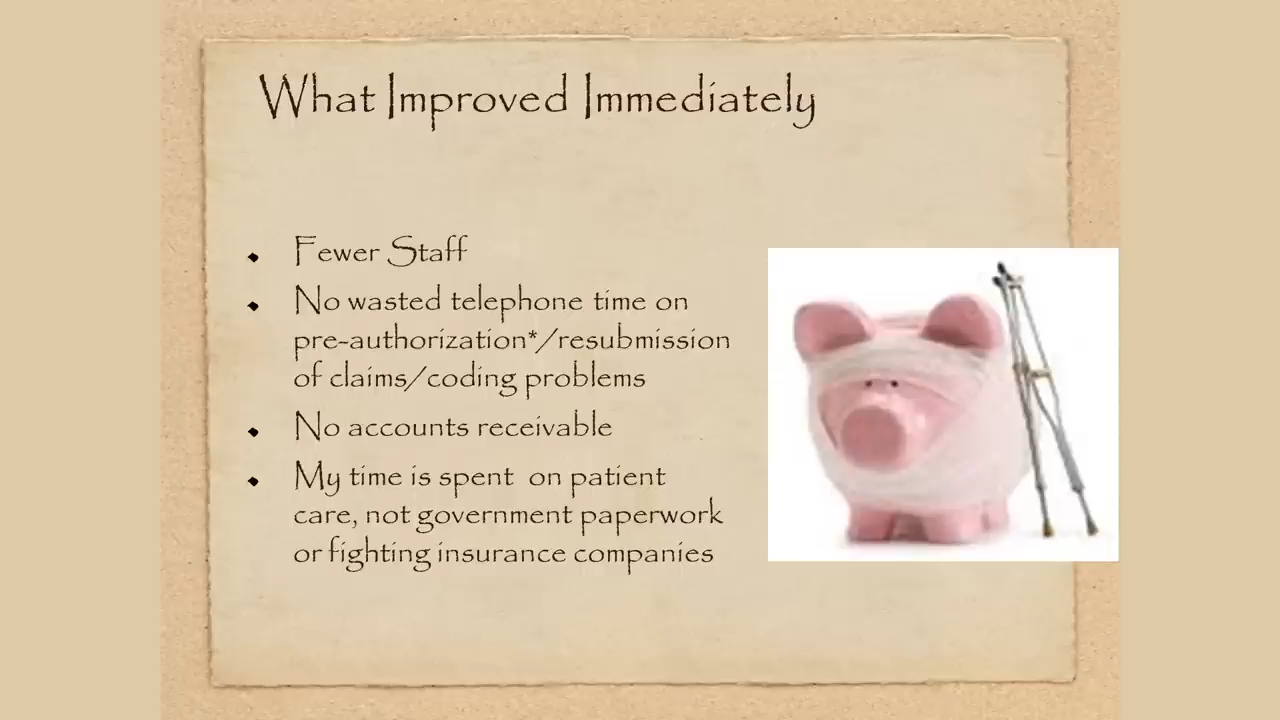 What Improved Immediately
Fewer Staff
No wasted telephone time on
pre-authorization*/resubmission
of claims/coding problems
No accounts receivable
My time is spent on patient
care, not government paperwork
or fighting insurance companies